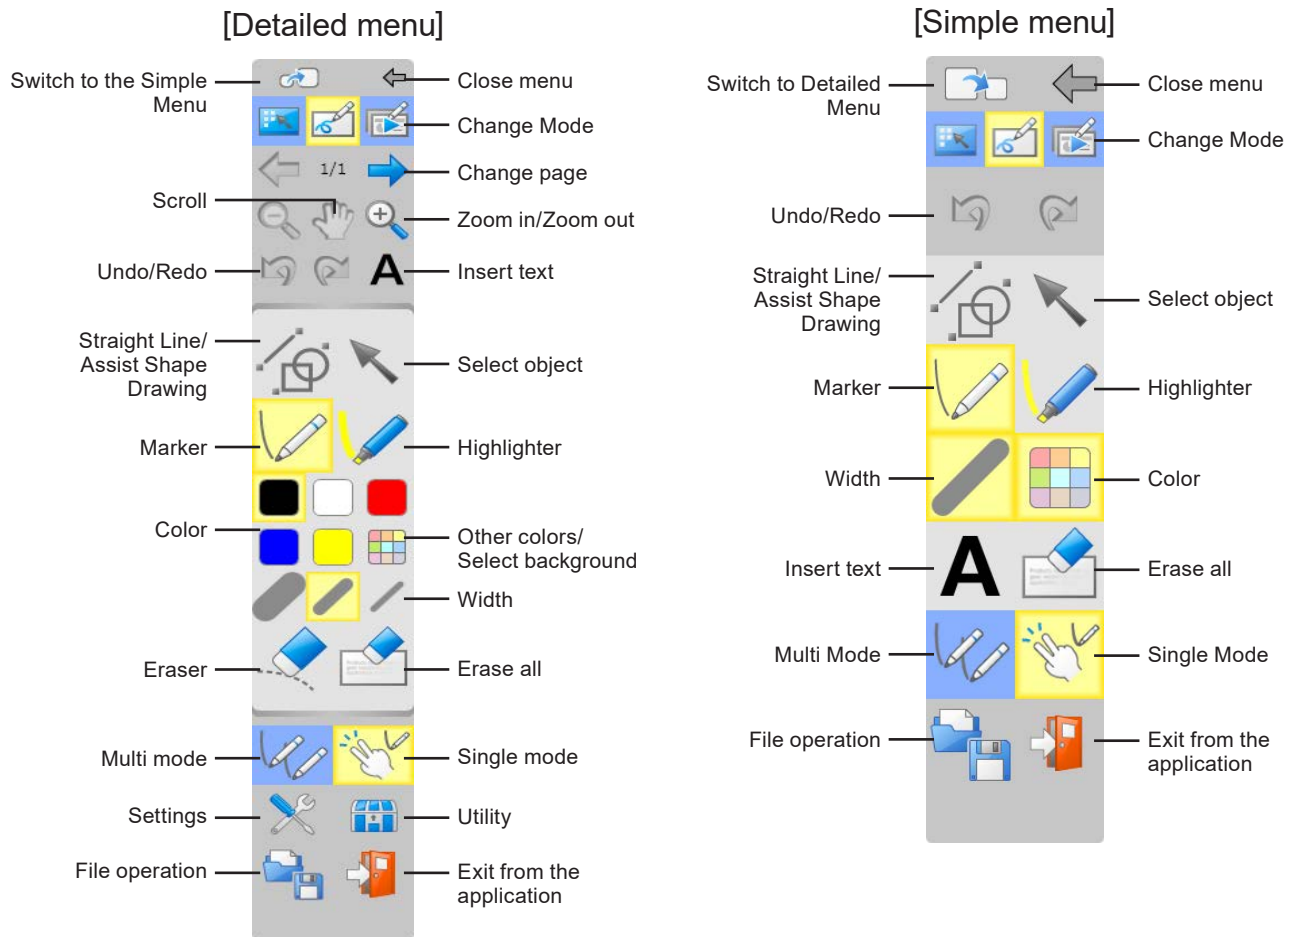 [Detailed menu]
Switch to the Simple
Menu
Close menu
Change Mode
1/1
Change page
Scroll
Zoom in/Zoom out
Undo/Redo
A
Insert text
Straight Line/
Assist Shape
Drawing
Select object
Marker
Highlighter
Color
Other colors/
Select background
Width
Eraser
Erase all
Multi mode
Single mode
Settings
Utility
File operation
Exit from the
application
[Simple menu]
Switch to Detailed
Menu
Close menu
Change Mode
Undo/Redo
Straight Line/
Assist Shape
Drawing
Select object
Marker
Highlighter
Width
Color
Insert text
A
Erase all
Multi Mode
Single Mode
File operation
Exit from the
application